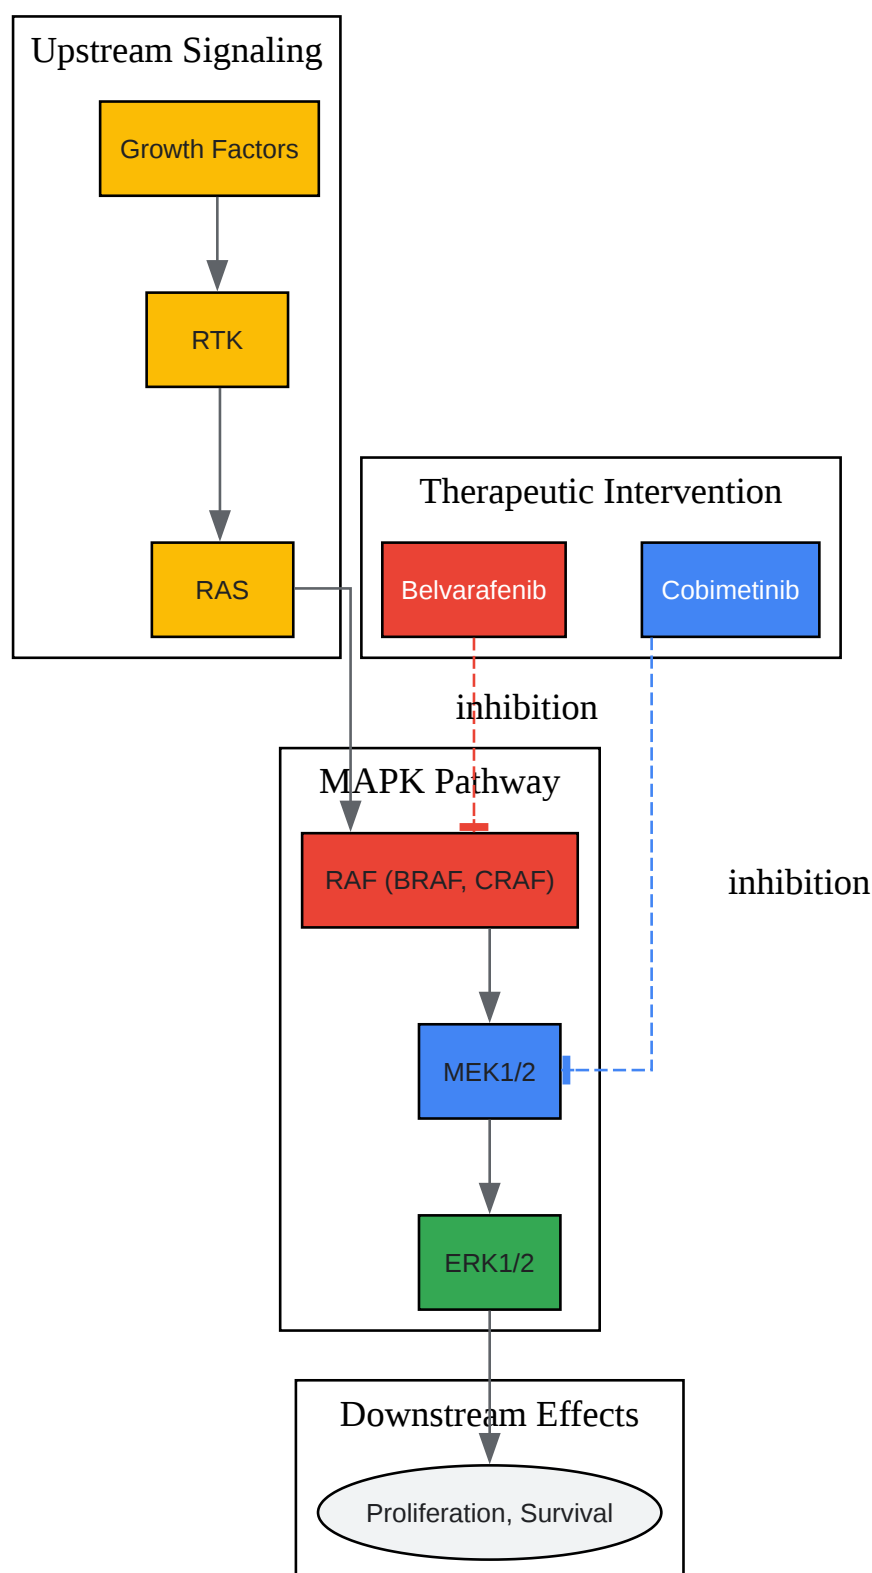 Upstream Signaling
Growth Factors
RTK
RAS
Therapeutic Intervention
Belvarafenib
Cobimetinib
inhibition
inhibition
MAPK Pathway
RAF (BRAF, CRAF)
MEK1/2
ERK1/2
Downstream Effects
Proliferation, Survival